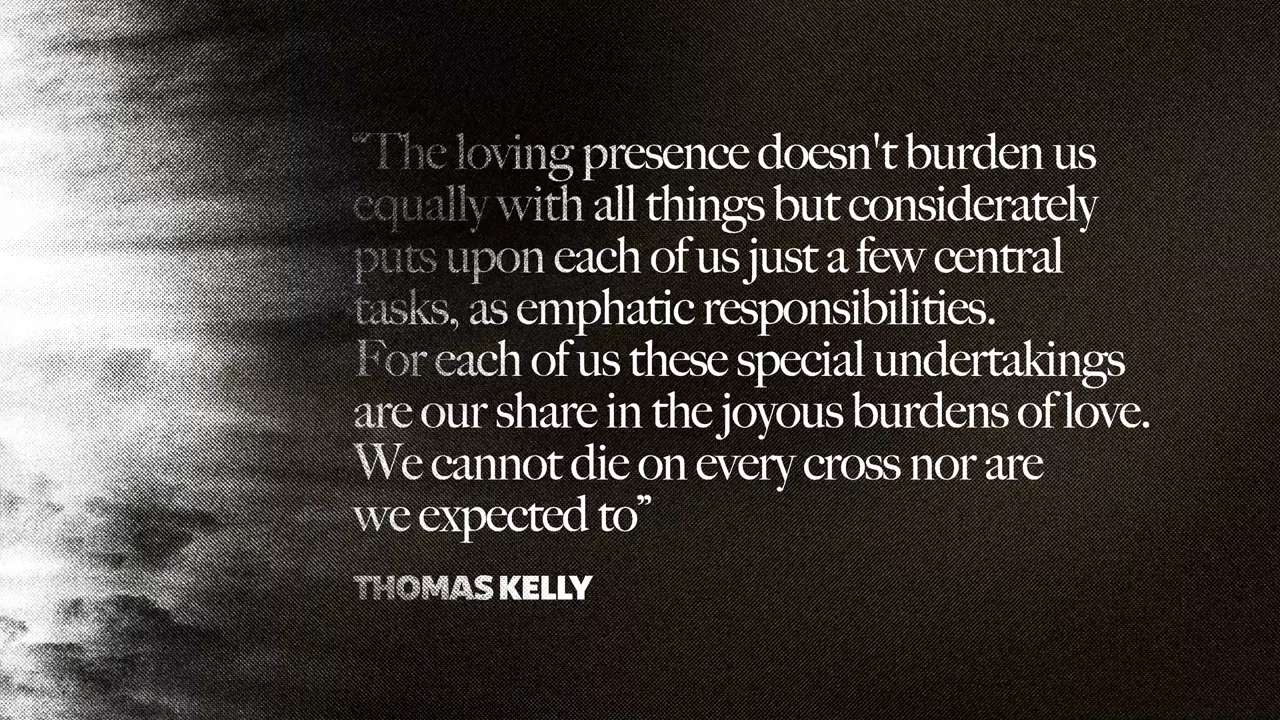 “The loving presence doesn't burden us
equally with all things but considerately
puts upon each of us just a few central
tasks, as emphatic responsibilities.
For each of us these special undertakings
are our share in the joyous burdens of love.
We cannot die on every cross nor are
we expected to”
THOMAS KELLY